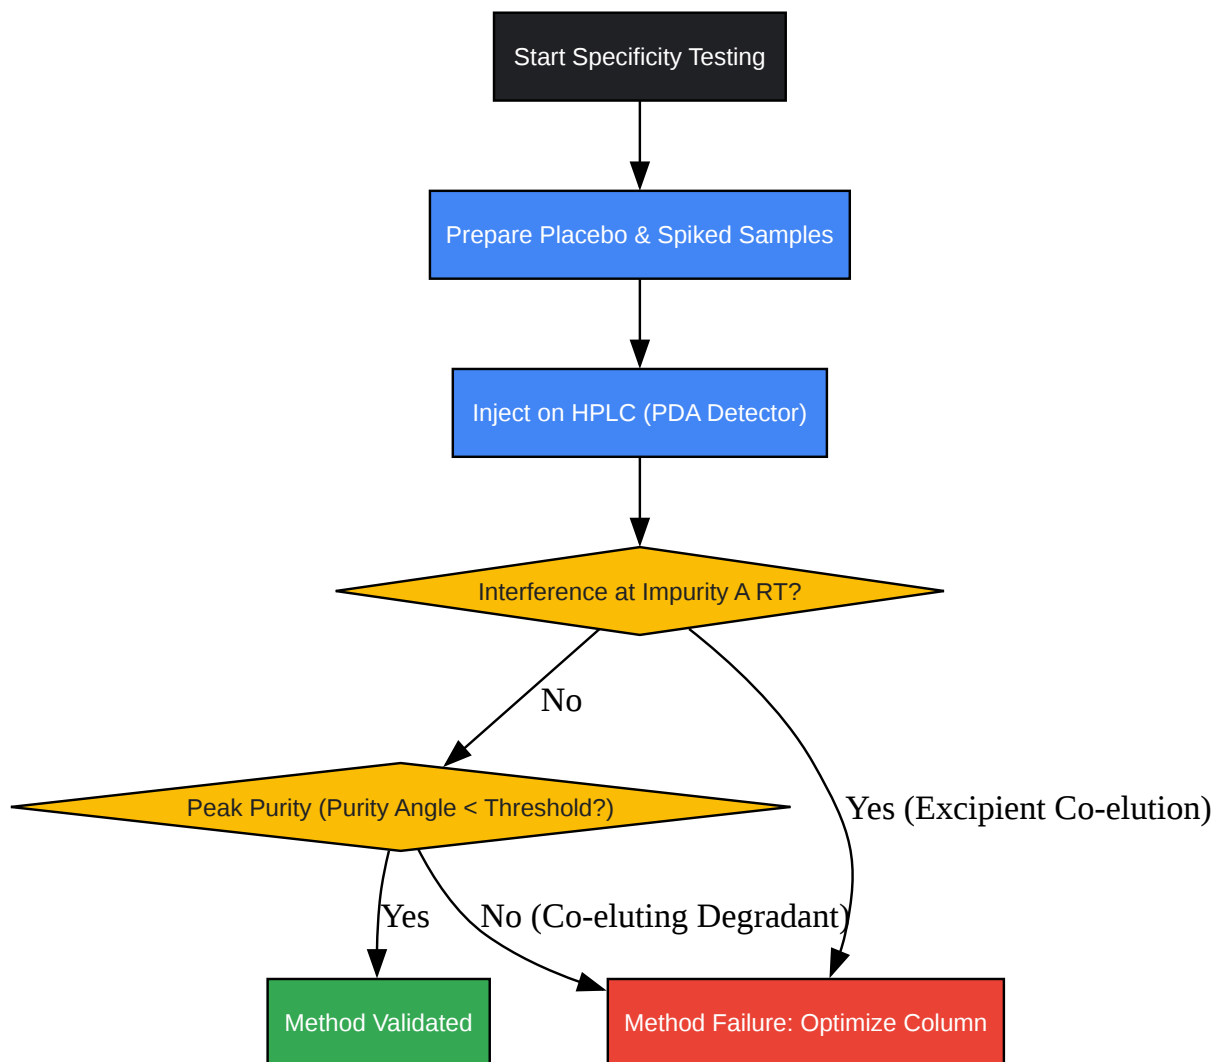 Start Specificity Testing
Prepare Placebo & Spiked Samples
Inject on HPLC (PDA Detector)
Interference at Impurity A RT?
No
Peak Purity (Purity Angle < Threshold?)
Yes (Excipient Co-elution)
Yes
No (Co-eluting Degradant)
Method Validated
Method Failure: Optimize Column